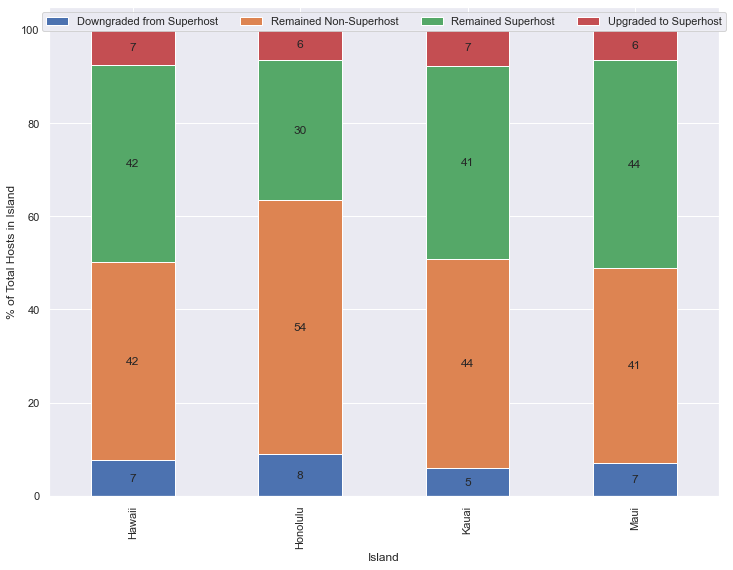 Downgraded from Superhost Remained Non-Superhost Remained Superhost Upgraded to Superhost
100
80
60
40
20
0
% of Total Hosts in Island
7 6 7 6
42 30 41 44
42 54 44 41
7 8 5 7
Hawaii
Honolulu
Kauai
Maui
Island